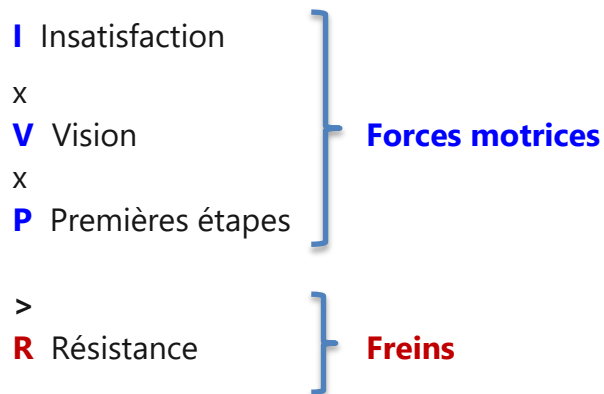 I Insatisfaction
x
V Vision
Forces motrices
x
P Premières étapes
>
R Résistance
Freins